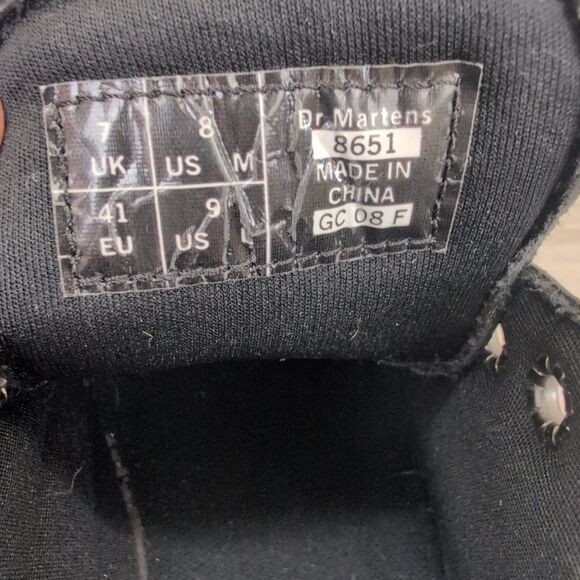 7
UK
8
US M
41
EU
9
US
Dr. Martens
8651
MADE IN
CHINA
GC 08 F